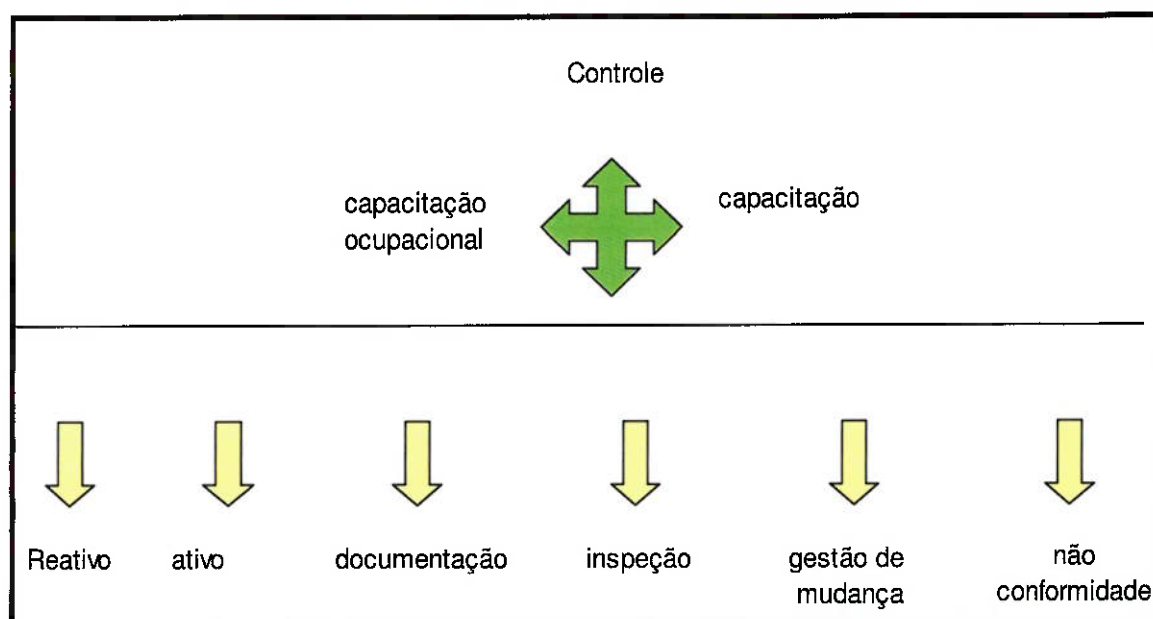 Controle
capacitação
ocupacional
capacitação
Reativo
ativo
documentação
inspeção
gestão de
mudança
não
conformidade